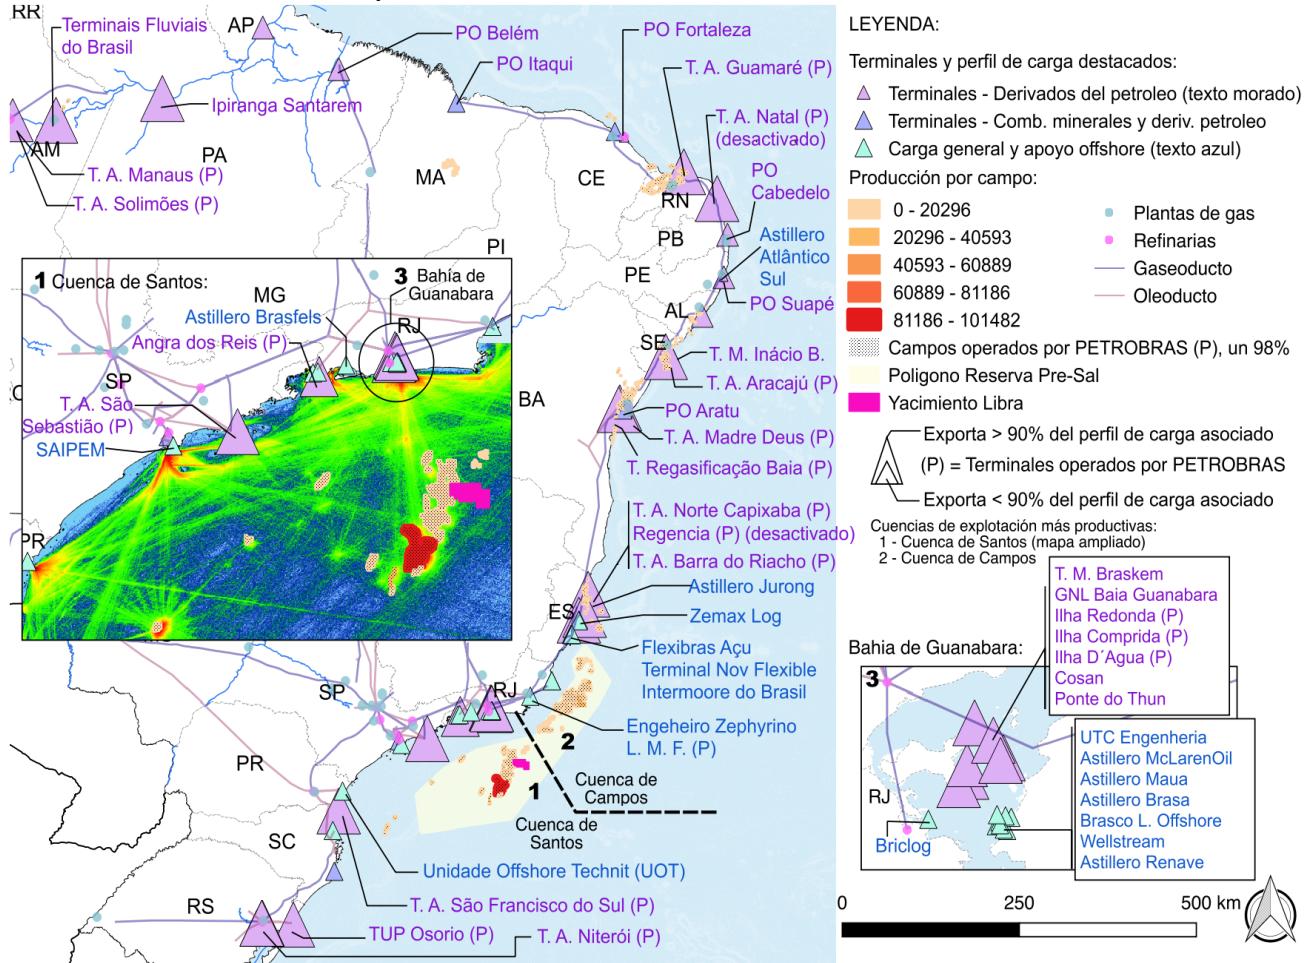 RR
Terminais Fluviais
do Brasil
AP
PO Belém
PO Itaqui
PO Fortaleza
T. A. Guamaré (P)
Ipiranga Santarem
T. A. Natal (P)
(desactivado)
AM
PA
MA
CE
RN
PO
Cabedelo
T. A. Manaus (P)
T. A. Solimões (P)
PI
PB
PE
Astillero
Atlântico
Sul
PO Suapé
AL
SE
T. M. Inácio B.
T. A. Aracajú (P)
BA
PO Aratu
T. A. Madre Deus (P)
T. Regasificação Baia (P)
T. A. Norte Capixaba (P)
Regencia (P) (desactivado)
T. A. Barra do Riacho (P)
Astillero Jurong
ES
Zemax Log
Flexibras Açu
Terminal Nov Flexible
Intermoore do Brasil
Engeheiro Zephyrino
L. M. F. (P)
1 Cuenca de Santos:
3 Bahía de
Guanabara
MG
Astillero Brasfels
RJ
Angra dos Reis (P)
SP
T. A. São
Sebastião (P)
SAIPEM
PR
SP
RJ
PR
2
1
Cuenca de
Campos
Cuenca de
Santos
SC
Unidade Offshore Technit (UOT)
RS
T. A. São Francisco do Sul (P)
TUP Osorio (P)
T. A. Niterói (P)
LEYENDA:
Terminales y perfil de carga destacados:
Terminales - Derivados del petroleo (texto morado)
Terminales - Comb. minerales y deriv. petroleo
Carga general y apoyo offshore (texto azul)
Producción por campo:
0 - 20296
20296 - 40593
40593 - 60889
60889 - 81186
81186 - 101482
Plantas de gas
Refinarias
Gaseoducto
Oleoducto
Campos operados por PETROBRAS (P), un 98%
Poligono Reserva Pre-Sal
Yacimiento Libra
Exporta > 90% del perfil de carga asociado
(P) = Terminales operados por PETROBRAS
Exporta < 90% del perfil de carga asociado
Cuencias de explotación más productivas:
1 - Cuenca de Santos (mapa ampliado)
2 - Cuenca de Campos
T. M. Braskem
GNL Baia Guanabara
Ilha Redonda (P)
Ilha Comprida (P)
Ilha D´Agua (P)
Cosan
Ponte do Thun
Bahia de Guanabara:
3
RJ
Briclog
UTC Engenheria
Astillero McLarenOil
Astillero Maua
Astillero Brasa
Brasco L. Offshore
Wellstream
Astillero Renave
0 250 500 km